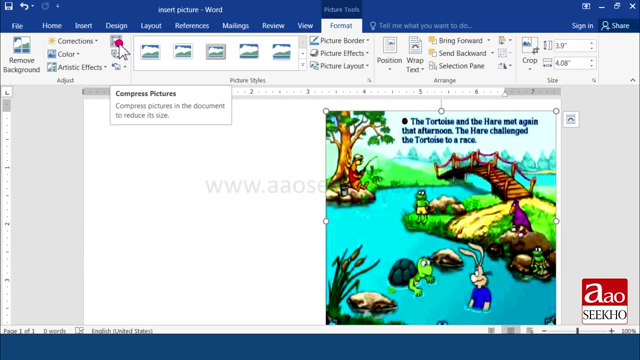 insert picture - Word
Picture Tools
File Home Insert Design Layout References Mailings Review View Format Tell me what you want to do... Sign in Share
Remove Background
Corrections
Color
Artistic Effects
Adjust
Picture Styles
Picture Border
Picture Effects
Picture Layout
Position
Wrap Text
Bring Forward
Send Backward
Selection Pane
Arrange
Crop
3.9"
4.08"
Size
Compress Pictures
Compress pictures in the document
to reduce its size.
The Tortoise and the Hare met again
that afternoon. The Hare challenged
the Tortoise to a race.
aao
SEEKHO
Page 1 of 1 0 words English (United States) 100%